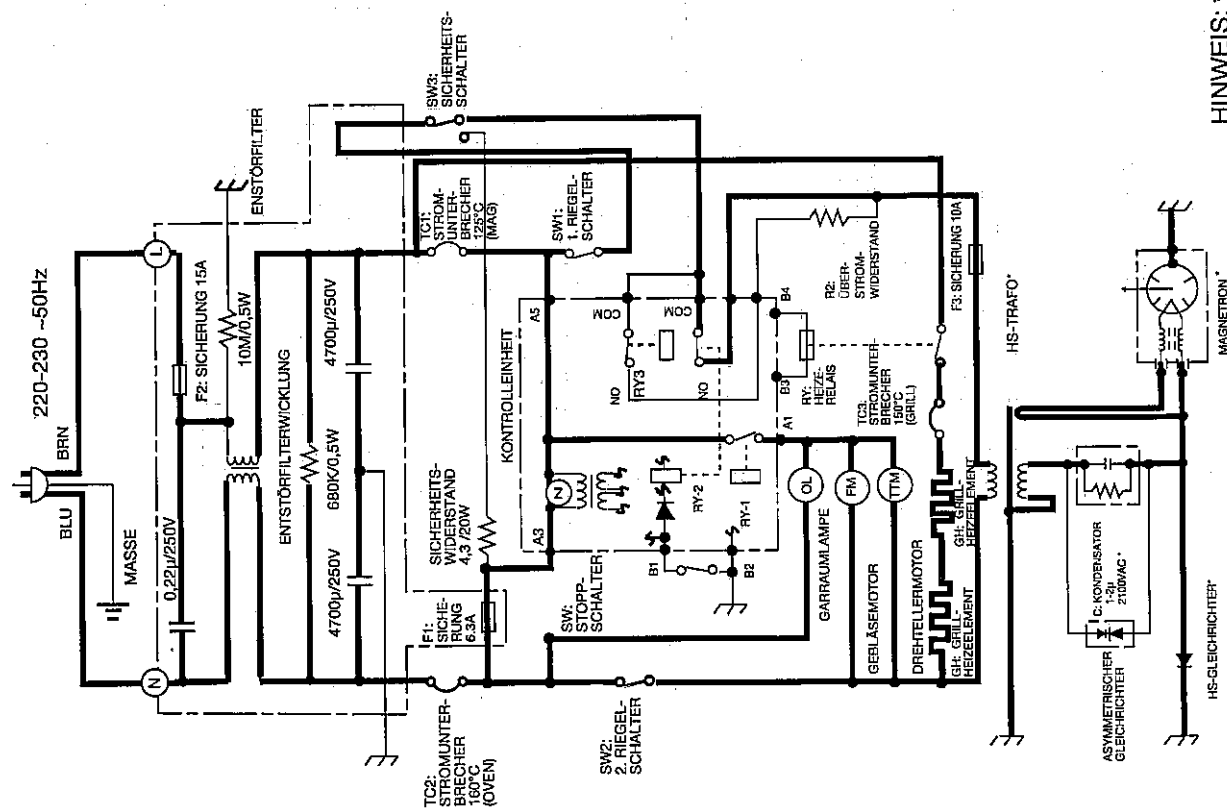 220-230 ~50Hz
BLU
BRN
MASSE
N
L
0,22µ/250V
F2: SICHERUNG 15A
10M/0,5W
ENSTÖRFILTER
ENTSTÖRFILTERWICKLUNG
4700µ/250V
680K/0,5W
4700µ/250V
SW3:
SICHERHEITS-
SCHALTER
TC1:
STROM-
UNTER-
BRECHER
125°C
(MAG)
SW1:
1. RIEGEL-
SCHALTER
SICHERHEITS-
WIDERSTAND
4,3 /20W
F1:
SICHE-
RUNG
6.3A
TC2:
STROMUNTER-
BRECHER
160°C
(OVEN)
KONTROLLEINHEIT
A3
N
A5
COM
COM
NO
RY3
NO
B4
B3
RY:
HEIZE-
RELAIS
R2:
ÜBER-
STROM-
WIDERSTAND
SW:
STOPP-
SCHALTER
B1
B2
RY-2
RY-1
A1
SW2:
2. RIEGEL-
SCHALTER
OL
GARRAUMLAMPE
FM
GEBLÄSEMOTOR
TTM
DREHTELLERMOTOR
TC3:
STROMUNTER-
BRECHER
150°C
(GRILL)
GH: GRILL-
HEIZEELEMENT
GH: GRILL-
HEIZEELEMENT
F3: SICHERUNG 10A
HS-TRAFO*
C: KONDENSATOR
1-2µ
2100VAC *
ASYMMETRISCHER
GLEICHRICHTER
HS-GLEICHRICHTER*
MAGNETRON *
HINWEIS: *